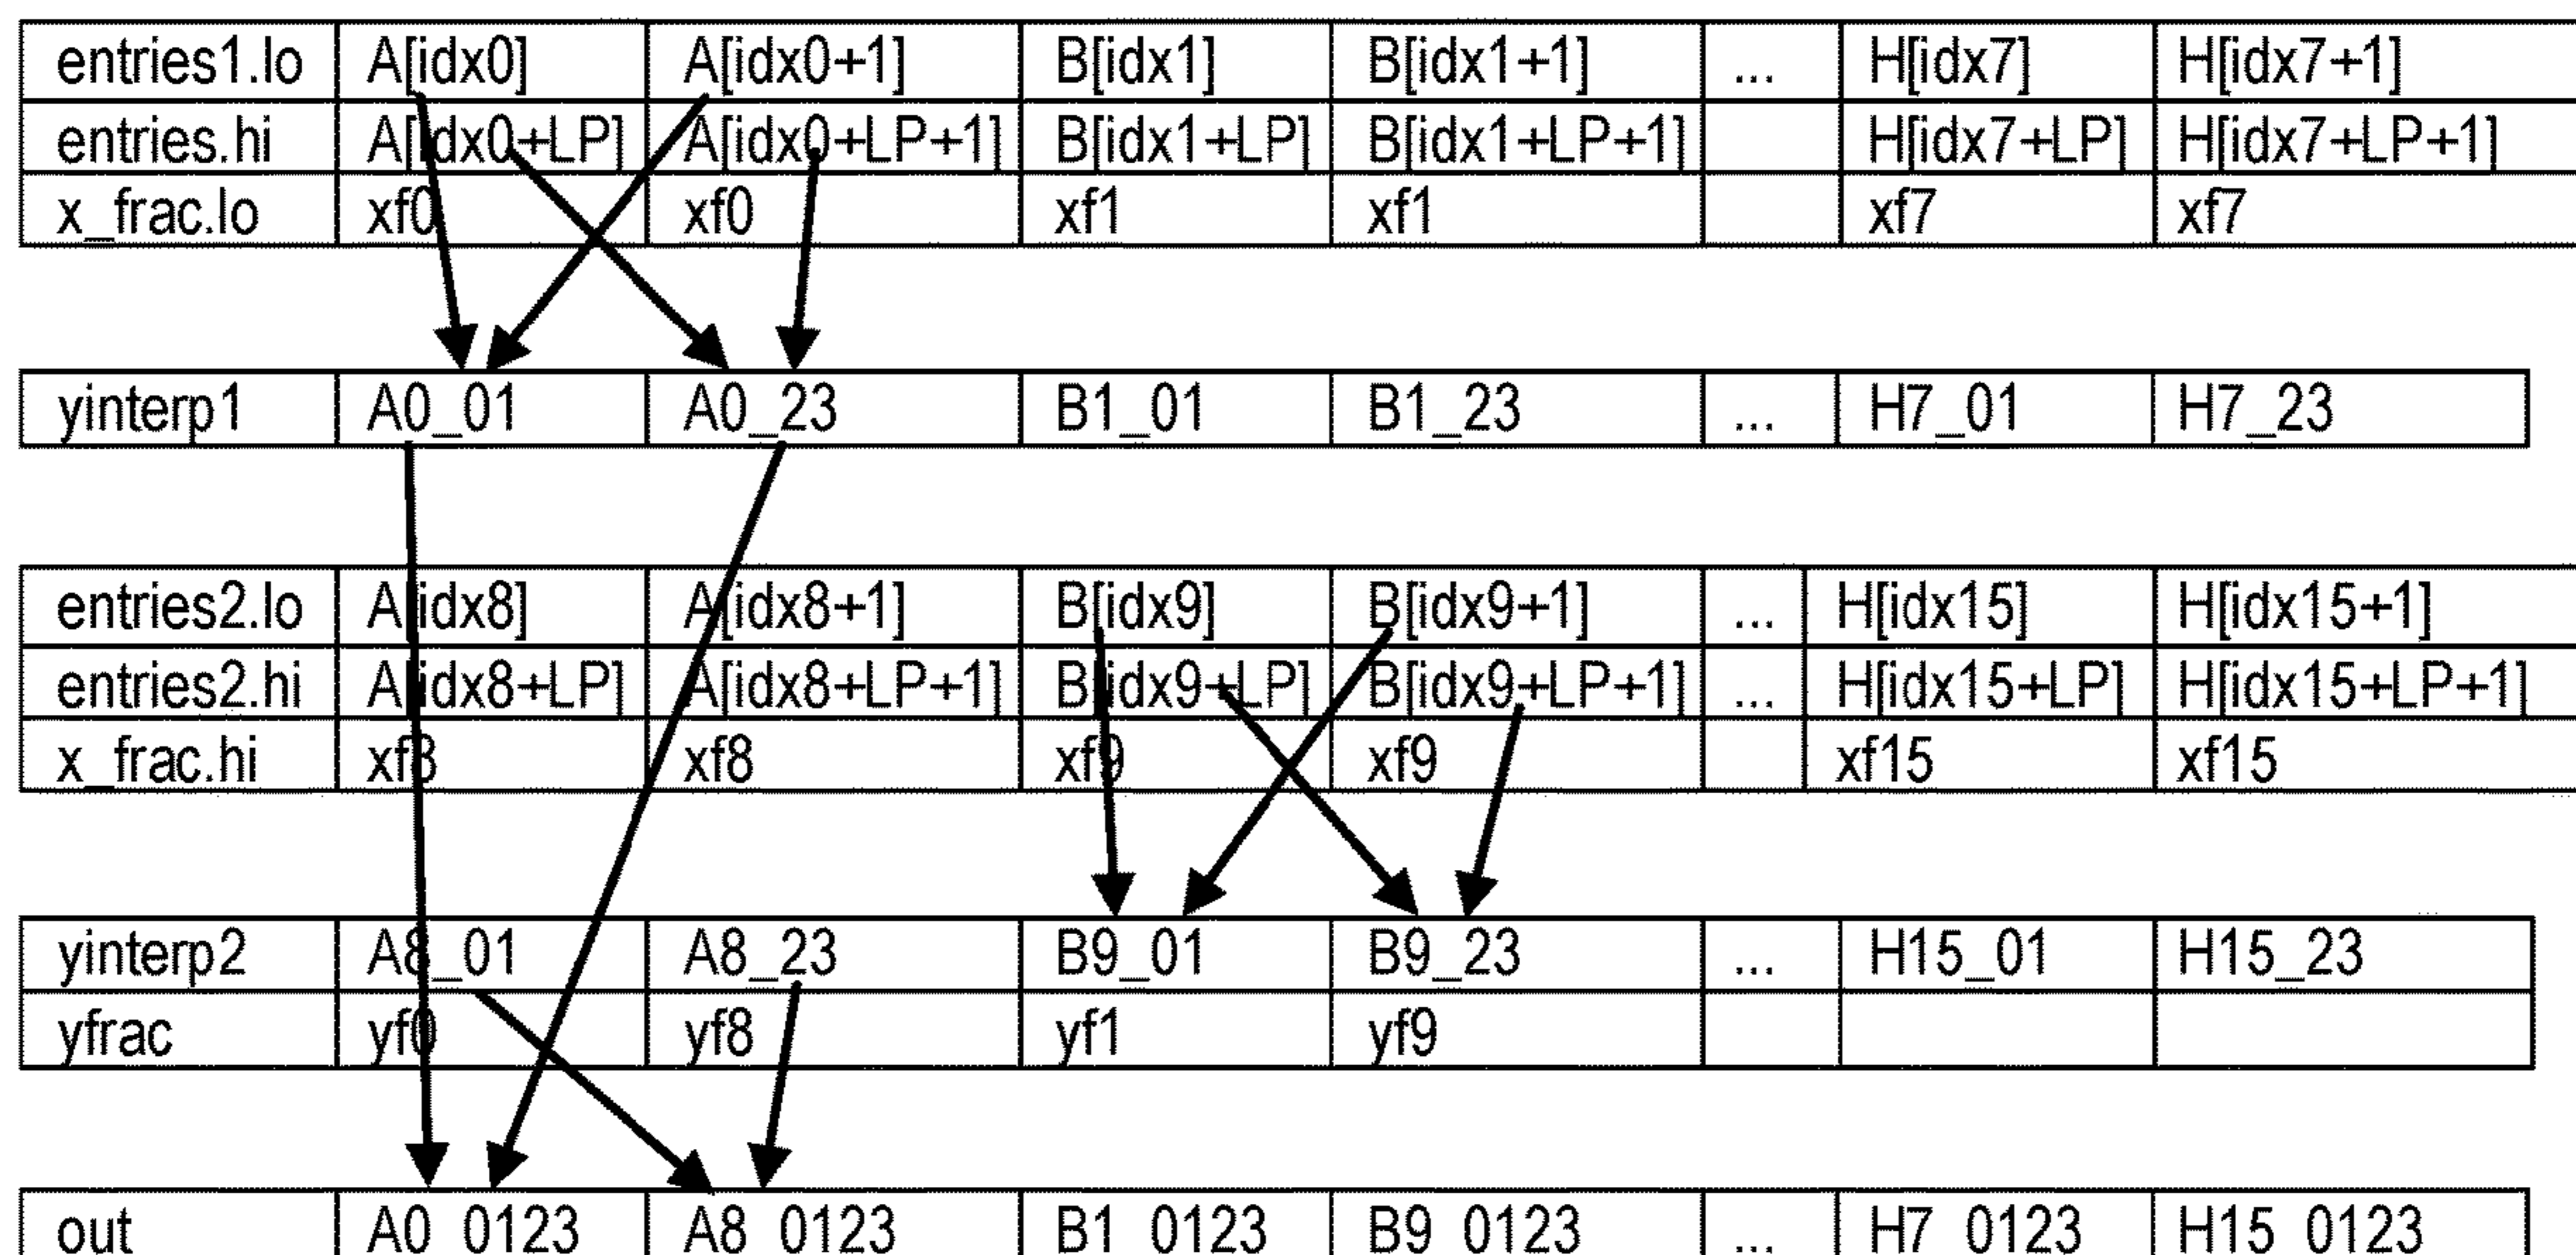 entries1.lo A[idx0] A[idx0+1] B[idx1] B[idx1+1] ... H[idx7] H[idx7+1]
entries.hi A[idx0+LP] A[idx0+LP+1] B[idx1+LP] B[idx1+LP+1] H[idx7+LP] H[idx7+LP+1]
x_frac.lo xf0 xf0 xf1 xf1 xf7 xf7
yinterp1 A0_01 A0_23 B1_01 B1_23 ... H7_01 H7_23
entries2.lo A[idx8] A[idx8+1] B[idx9] B[idx9+1] ... H[idx15] H[idx15+1]
entries2.hi A[idx8+LP] A[idx8+LP+1] B[idx9+LP] B[idx9+LP+1] ... H[idx15+LP] H[idx15+LP+1]
x_frac.hi xf8 xf8 xf9 xf9 xf15 xf15
yinterp2 A8_01 A8_23 B9_01 B9_23 ... H15_01 H15_23
yfrac yf0 yf8 yf1 yf9
out A0_0123 A8_0123 B1_0123 B9_0123 ... H7_0123 H15_0123